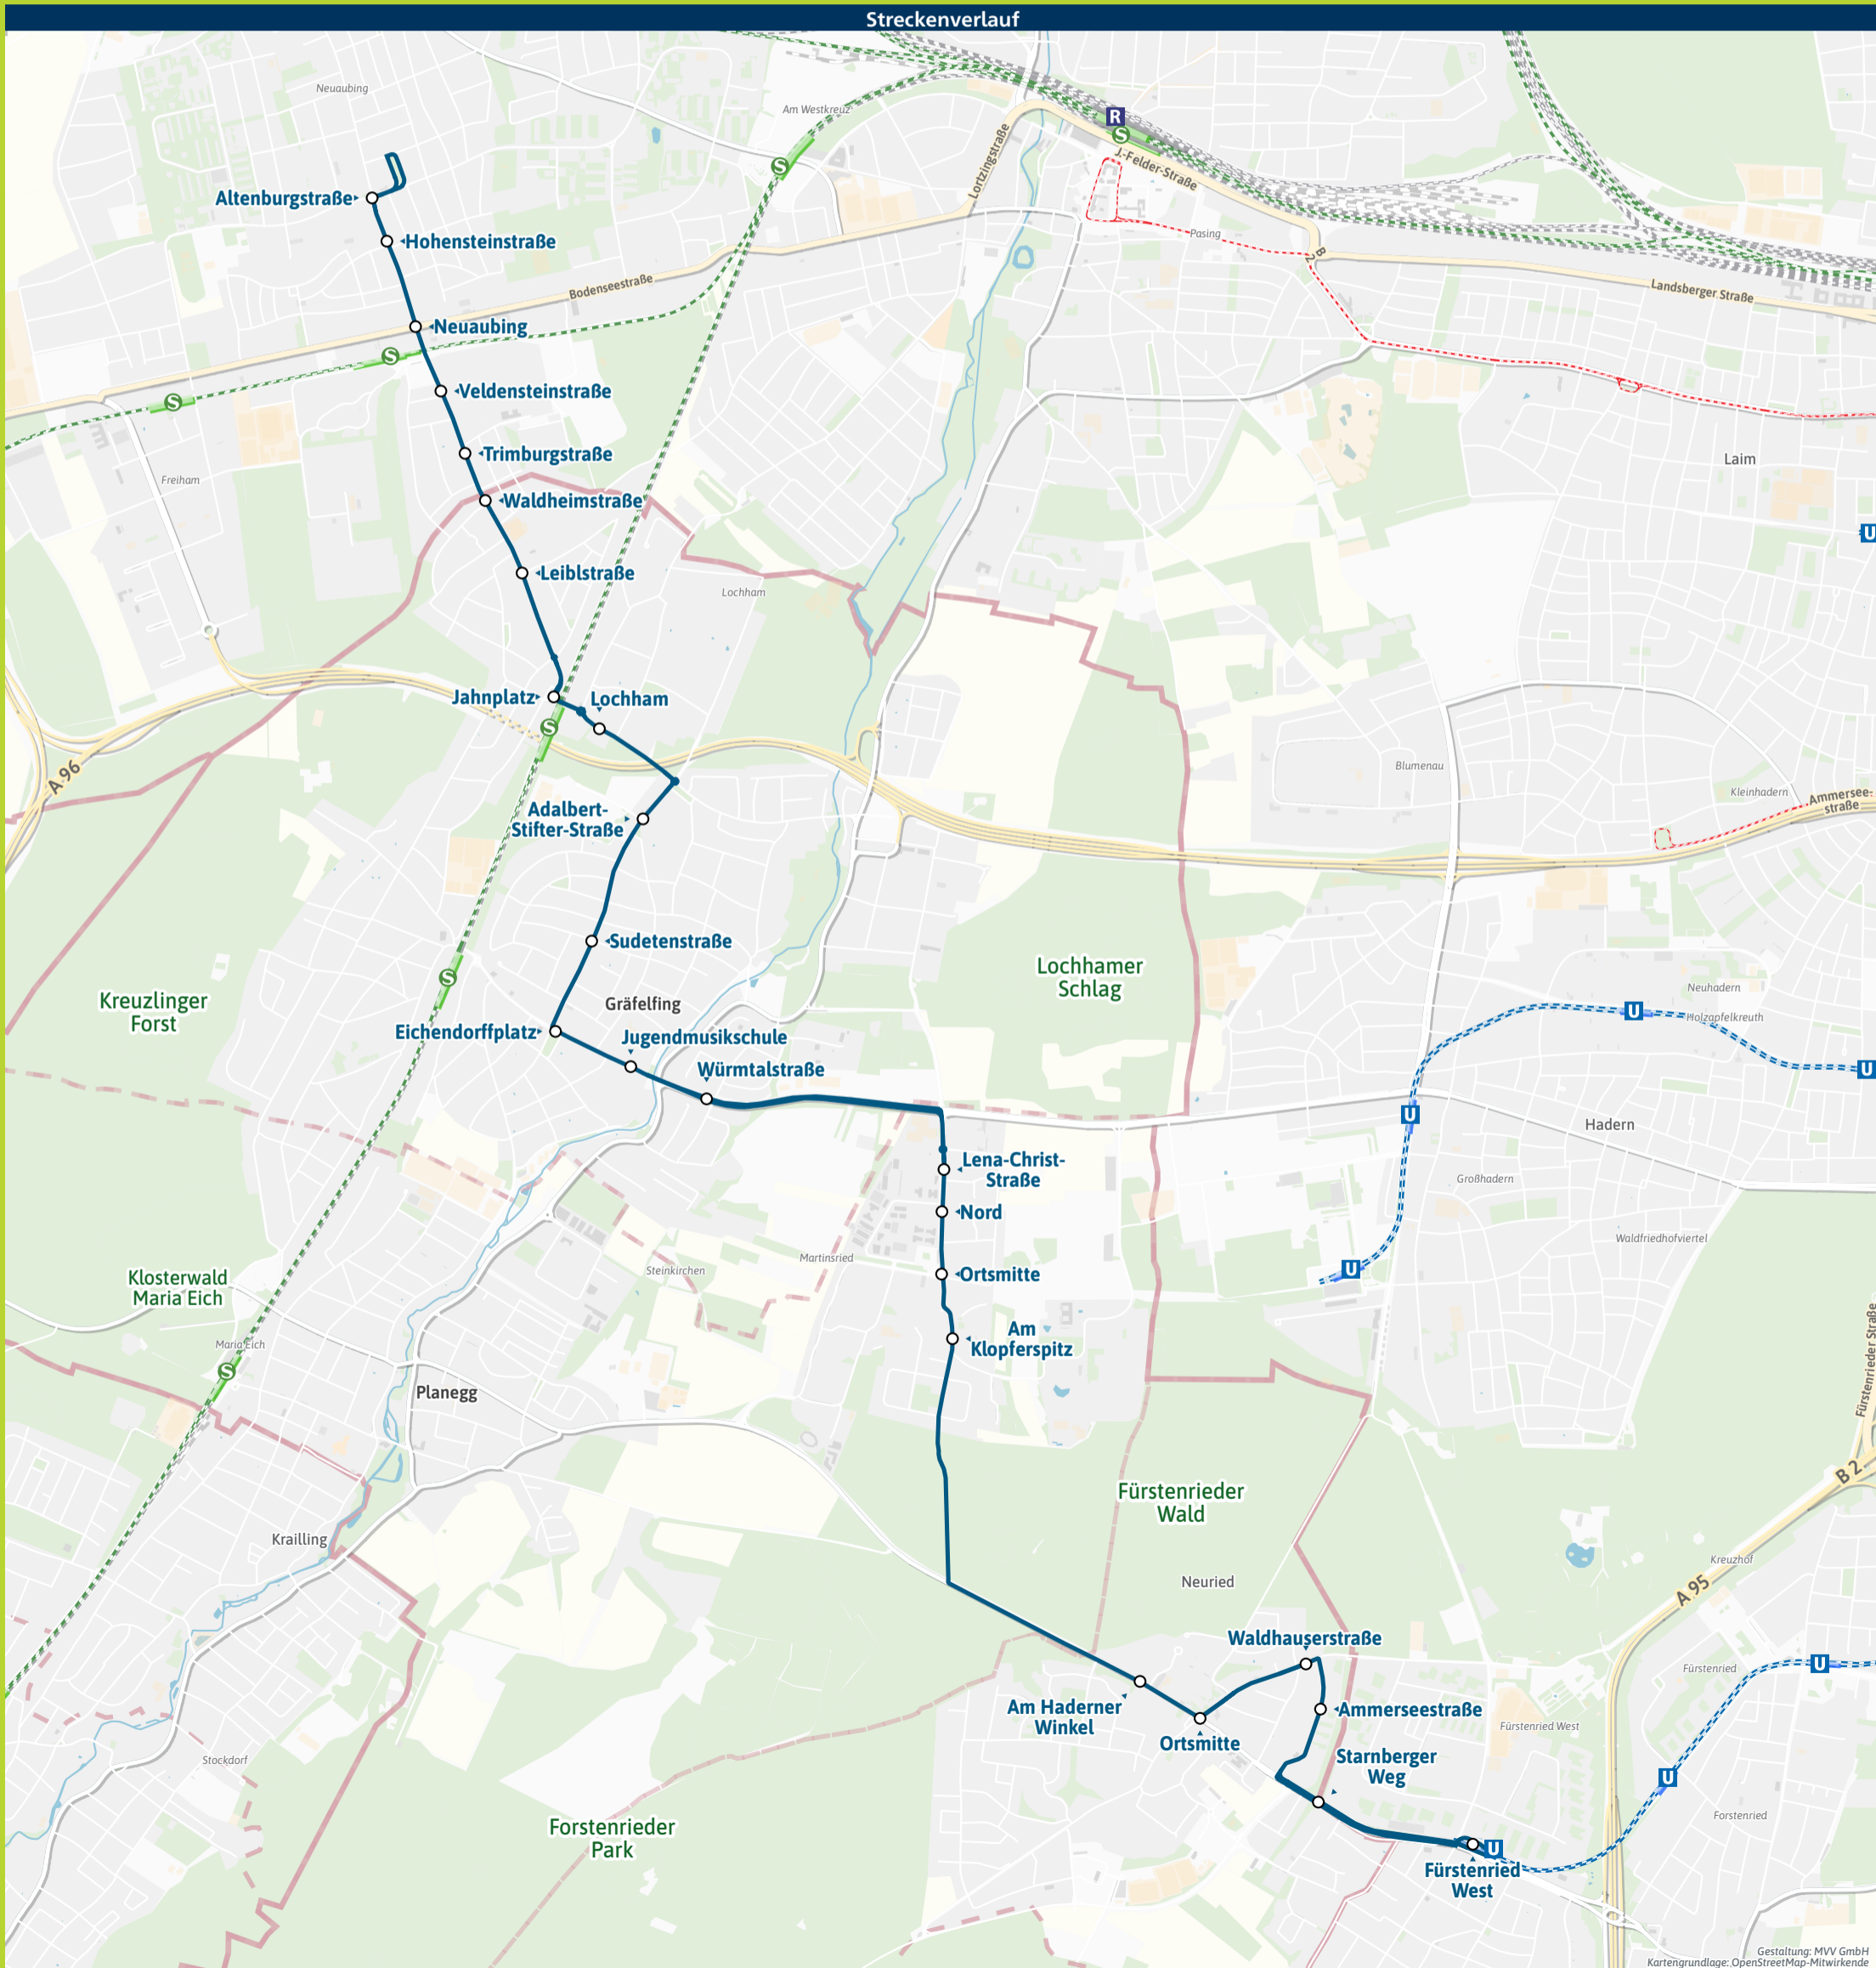 Streckenverlauf
Neuaubing
Am Westkreuz
R
S
J.-Felder-Straße
Lortzingstraße
S
Altenburgstraße
Pasing
Hohensteinstraße
B 2
Bodenseestraße
Landsberger Straße
Neuaubing
S
Veldensteinstraße
S
Trimburgstraße
Laim
Freiham
Waldheimstraße
U
Leiblstraße
Lochham
Jahnplatz
Lochham
S
A 96
Blumenau
Kleinhadern
Ammersee-
straße
Adalbert-
Stifter-Straße
Sudetenstraße
Lochhamer
Schlag
S
Neuhadern
Kreuzlinger
Forst
Gräfelfing
U
Holzapfelkreuth
Eichendorffplatz
Jugendmusikschule
Würmtalstraße
U
U
Hadern
Lena-Christ-
Straße
Großhadern
Nord
Waldfriedhofviertel
Martinsried
Steinkirchen
Ortsmitte
U
Klosterwald
Maria Eich
Am
Klopferspitz
Maria Eich
S
Fürstenrieder Straße
Planegg
B 2
Fürstenrieder
Wald
Krailling
Kreuzhof
Neuried
A 95
Waldhauserstraße
U
Fürstenried
Am Haderner
Winkel
Ammerseestraße
Fürstenried West
Ortsmitte
Stockdorf
Starnberger
Weg
U
Forstenried
Forstenrieder
Park
U
Fürstenried
West
Gestaltung: MVV GmbH
Kartengrundlage: OpenStreetMap-Mitwirkende